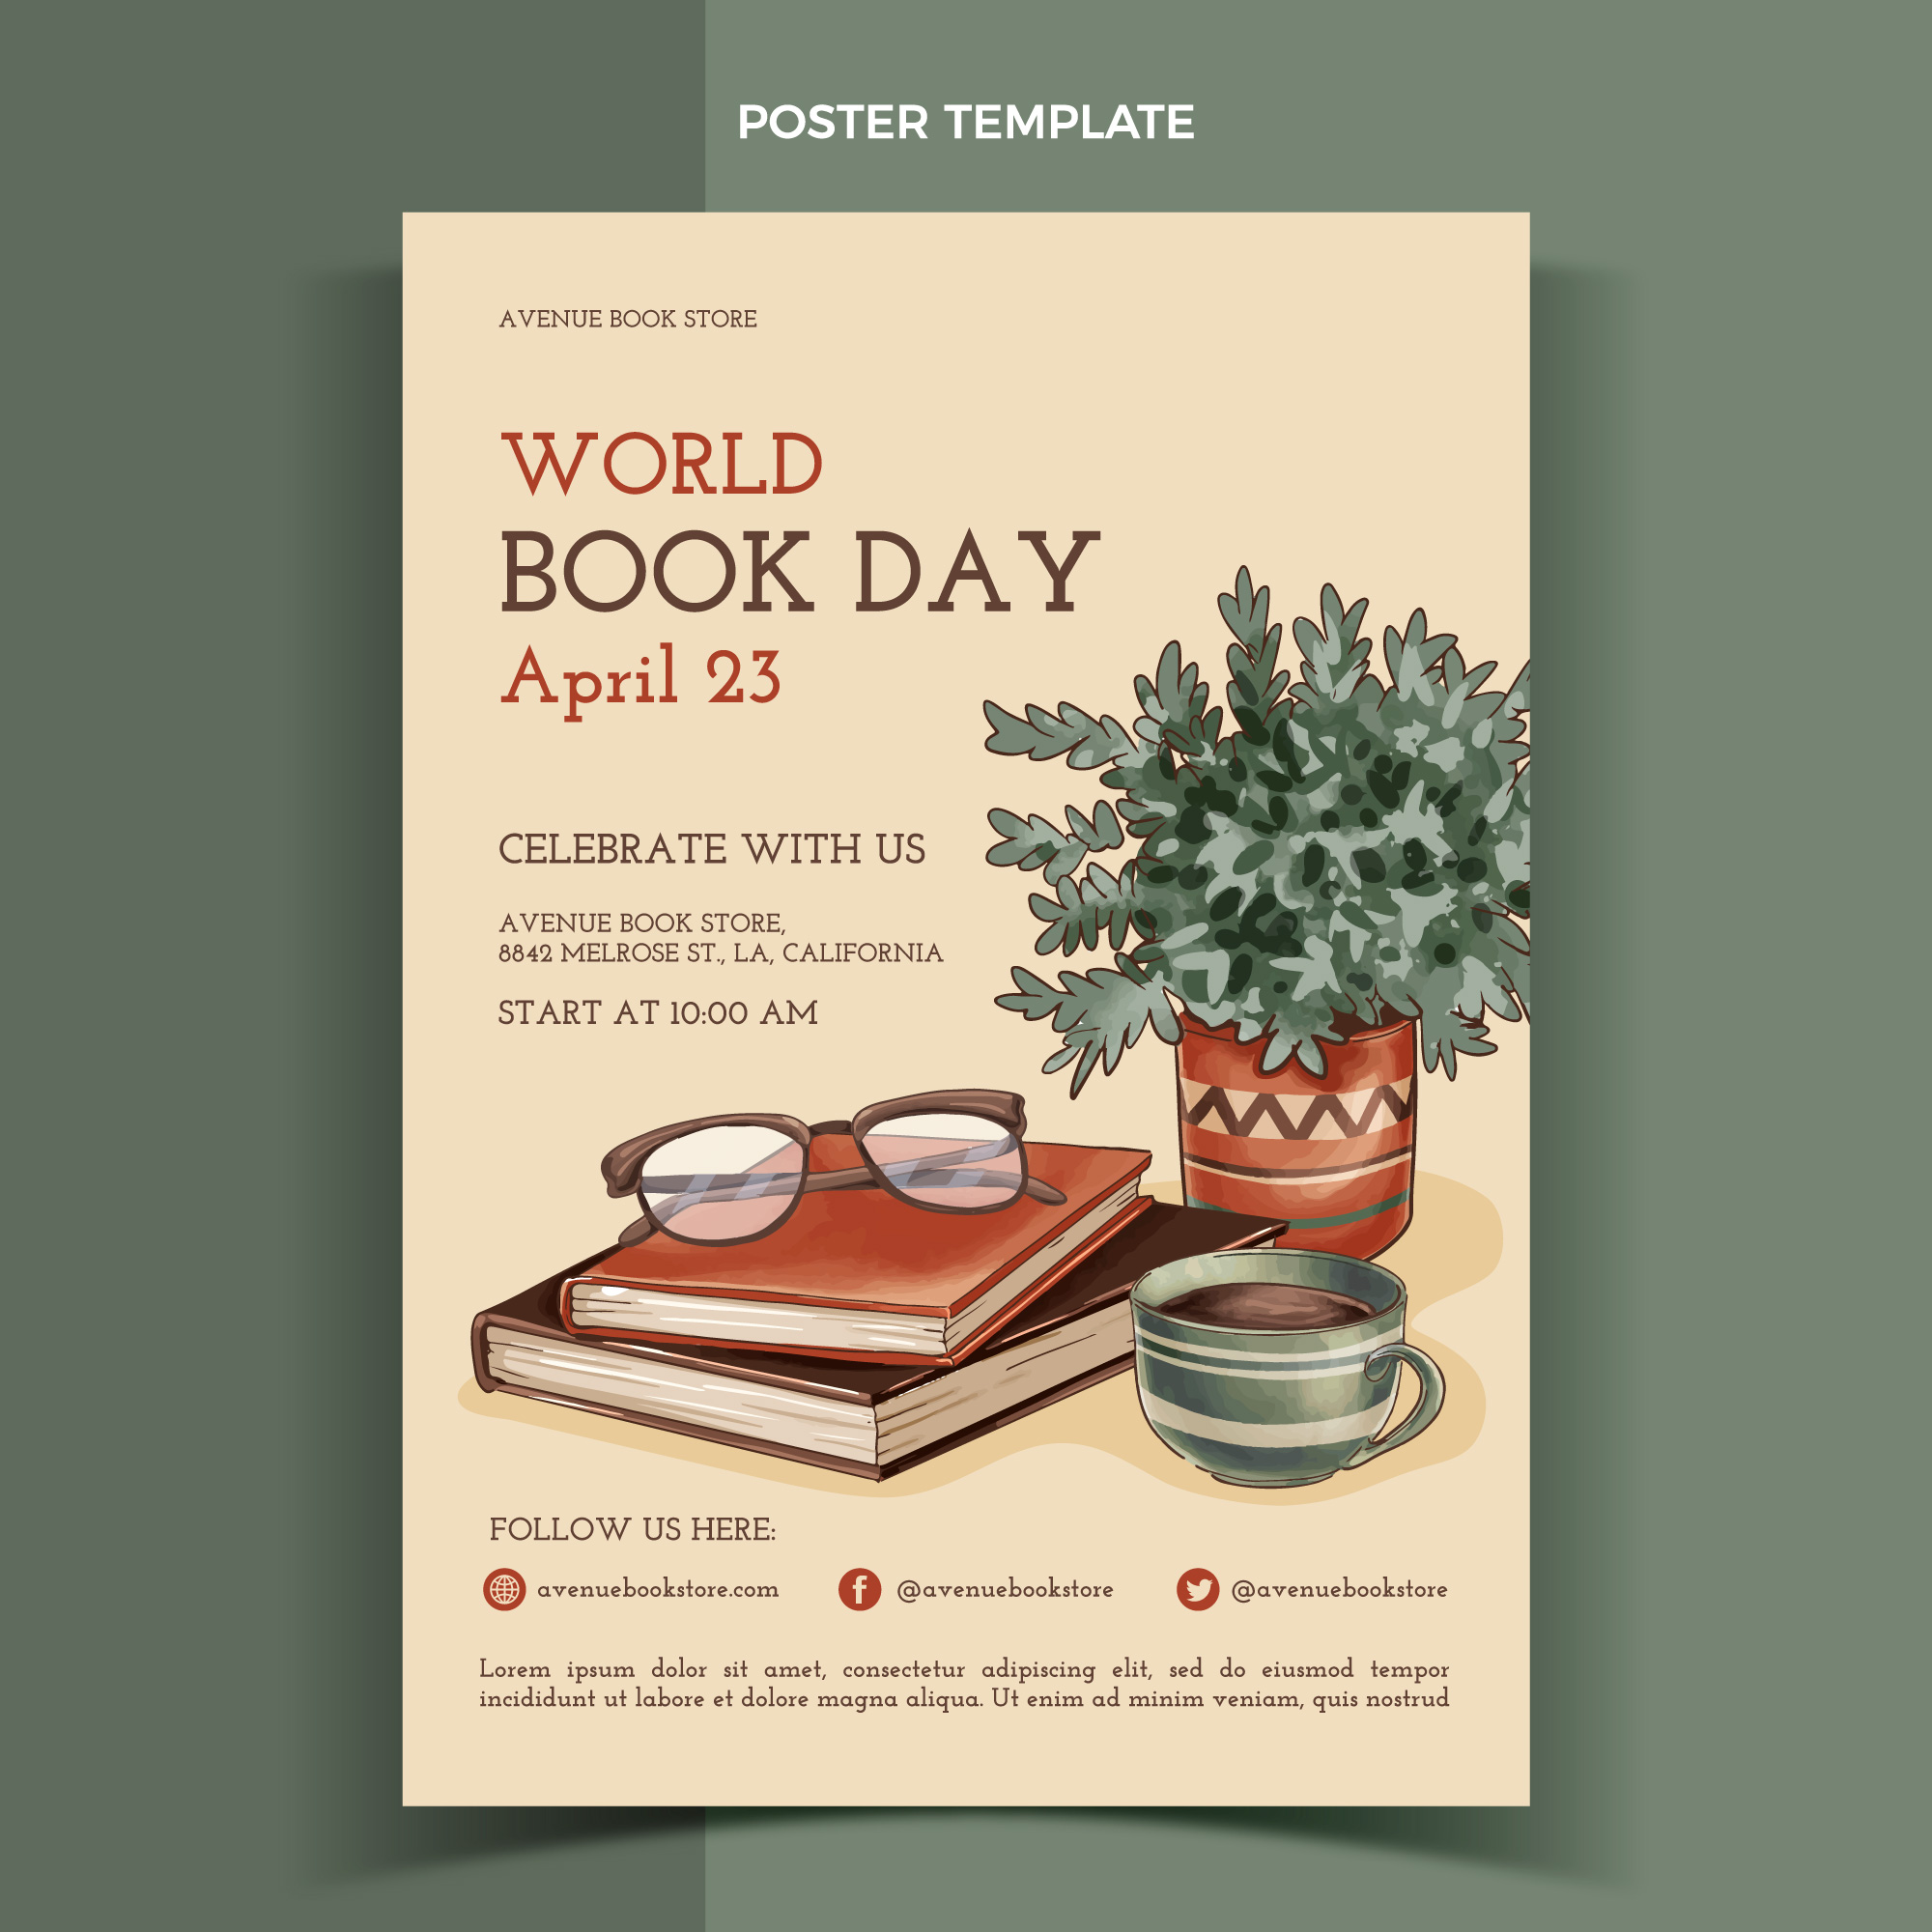 POSTER TEMPLATE
AVENUE BOOK STORE
WORLD
BOOK DAY
April 23
CELEBRATE WITH US
AVENUE BOOK STORE,
8842 MELROSE ST., LA, CALIFORNIA
START AT 10:00 AM
FOLLOW US HERE:
avenuebookstore.com @avenuebookstore @avenuebookstore
Lorem ipsum dolor sit amet, consectetur adipiscing elit, sed do eiusmod tempor
incididunt ut labore et dolore magna aliqua. Ut enim ad minim veniam, quis nostrud